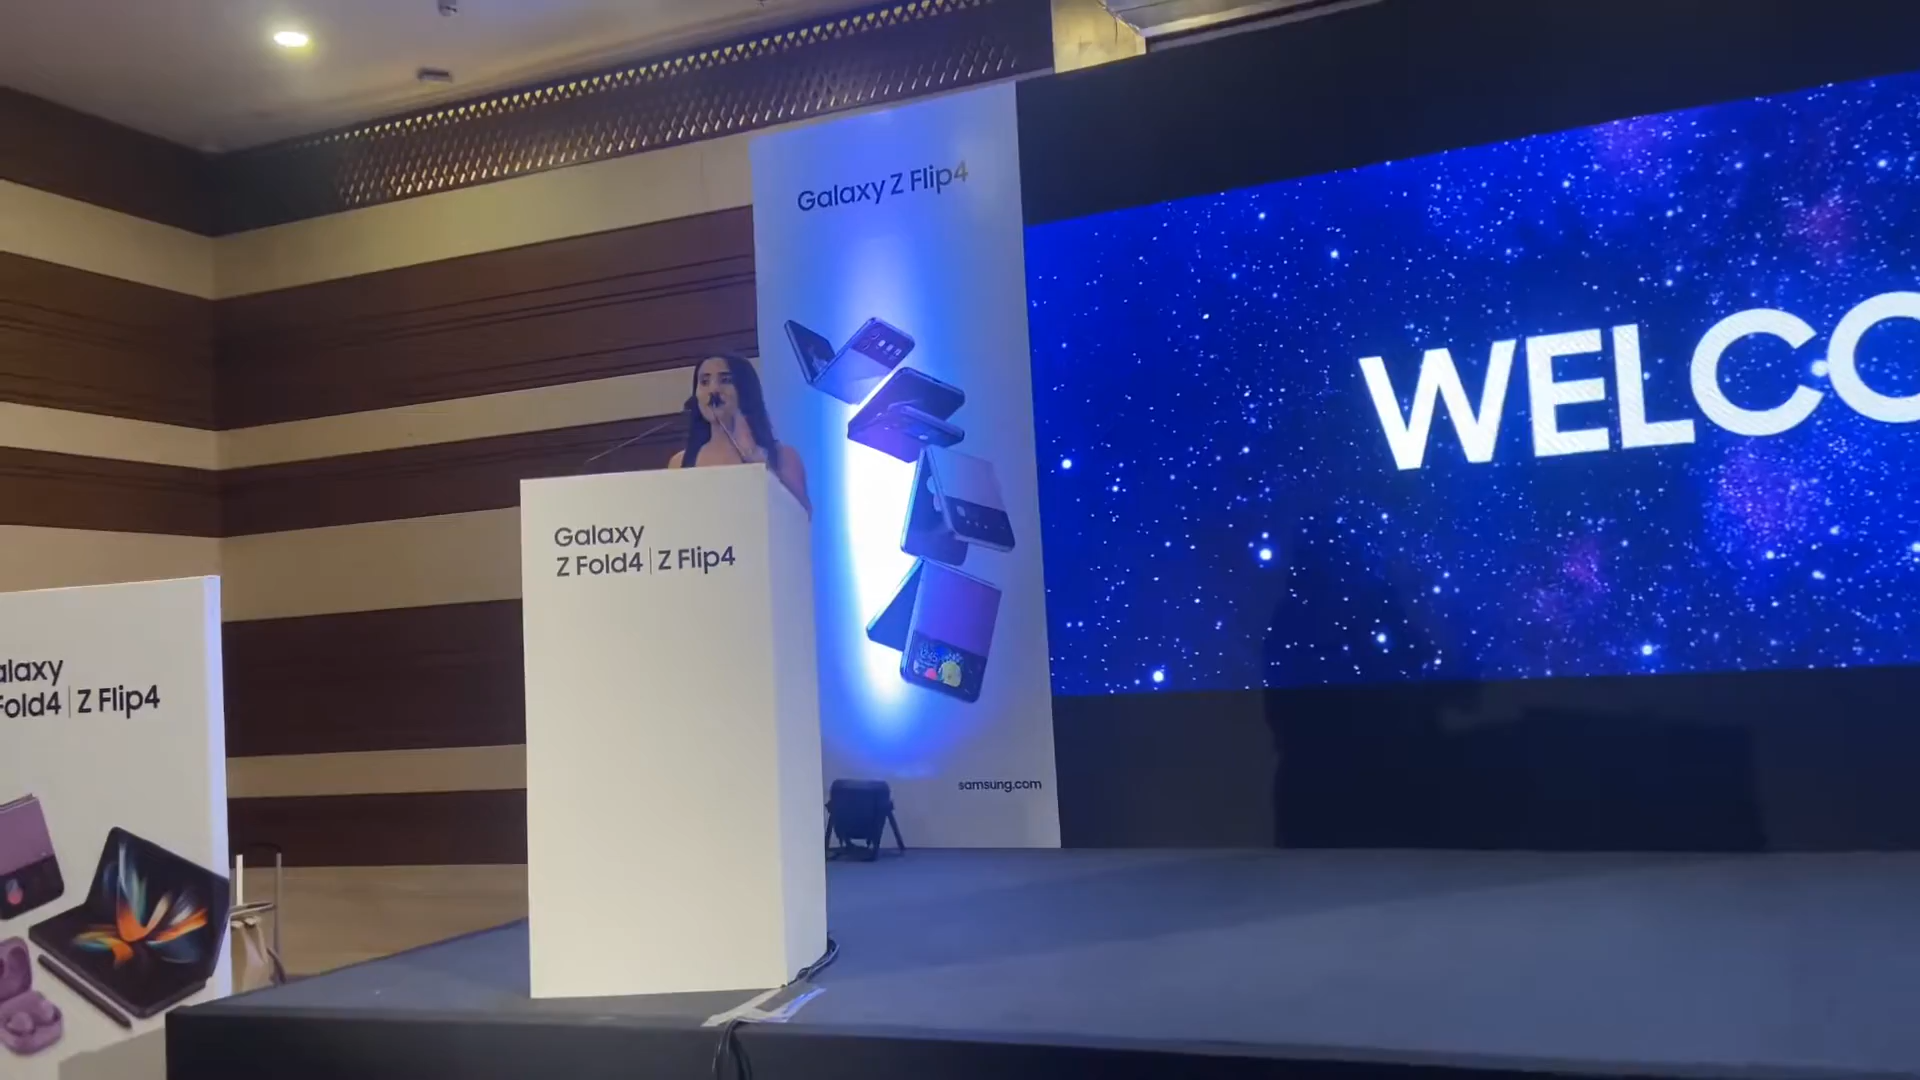 Galaxy Z Flip4
WELCO
Galaxy
Z Fold4 | Z Flip4
alaxy
Fold4 | Z Flip4
samsung.com